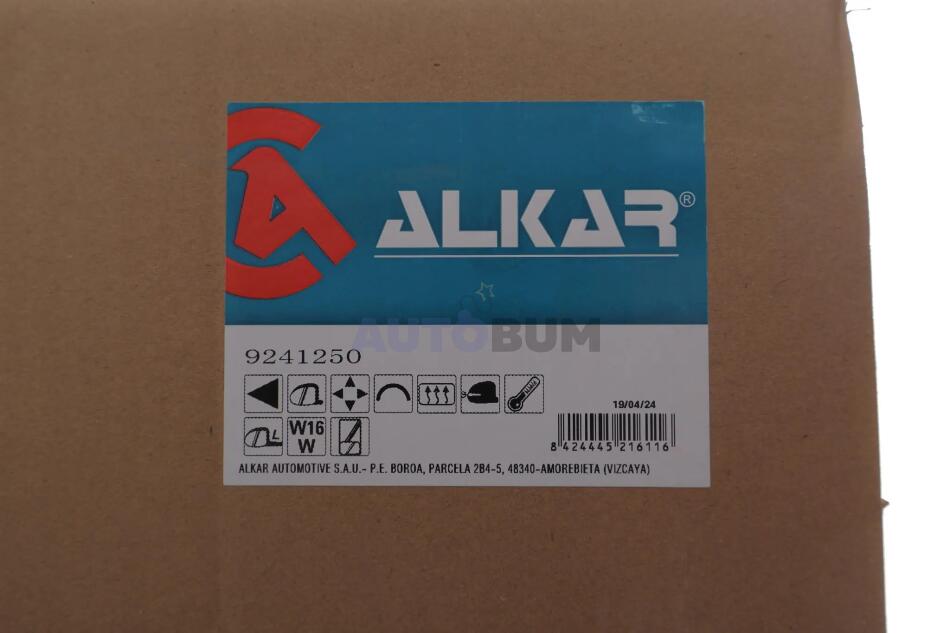 ALKAR®
AUTOBUM
9241250
19/04/24
L
W16
W
8 424445 216116
ALKAR AUTOMOTIVE S.A.U.- P.E. BOROA, PARCELA 2B4-5, 48340-AMOREBIETA (VIZCAYA)